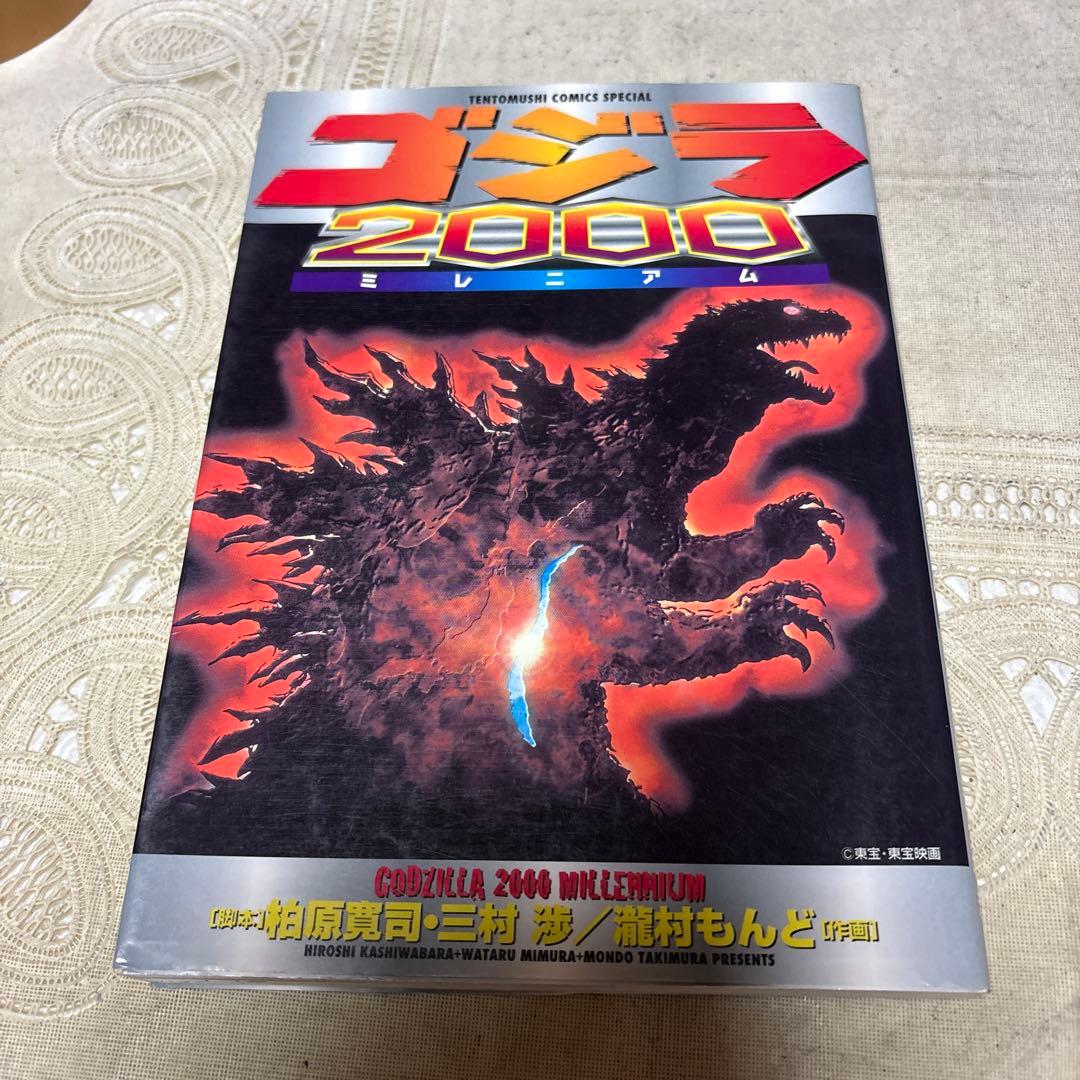 TENTOMUSHI COMICS SPECIAL
ゴジラ
2000
ミレニアム
©東宝・東宝映画
GODZILLA 2000 MILLENNIUM
[脚本]柏原寛司・三村 渉/瀧村もんど[作画]
HIROSHI KASHIWABARA+WATARU MIMURA+MONDO TAKIMURA PRESENTS